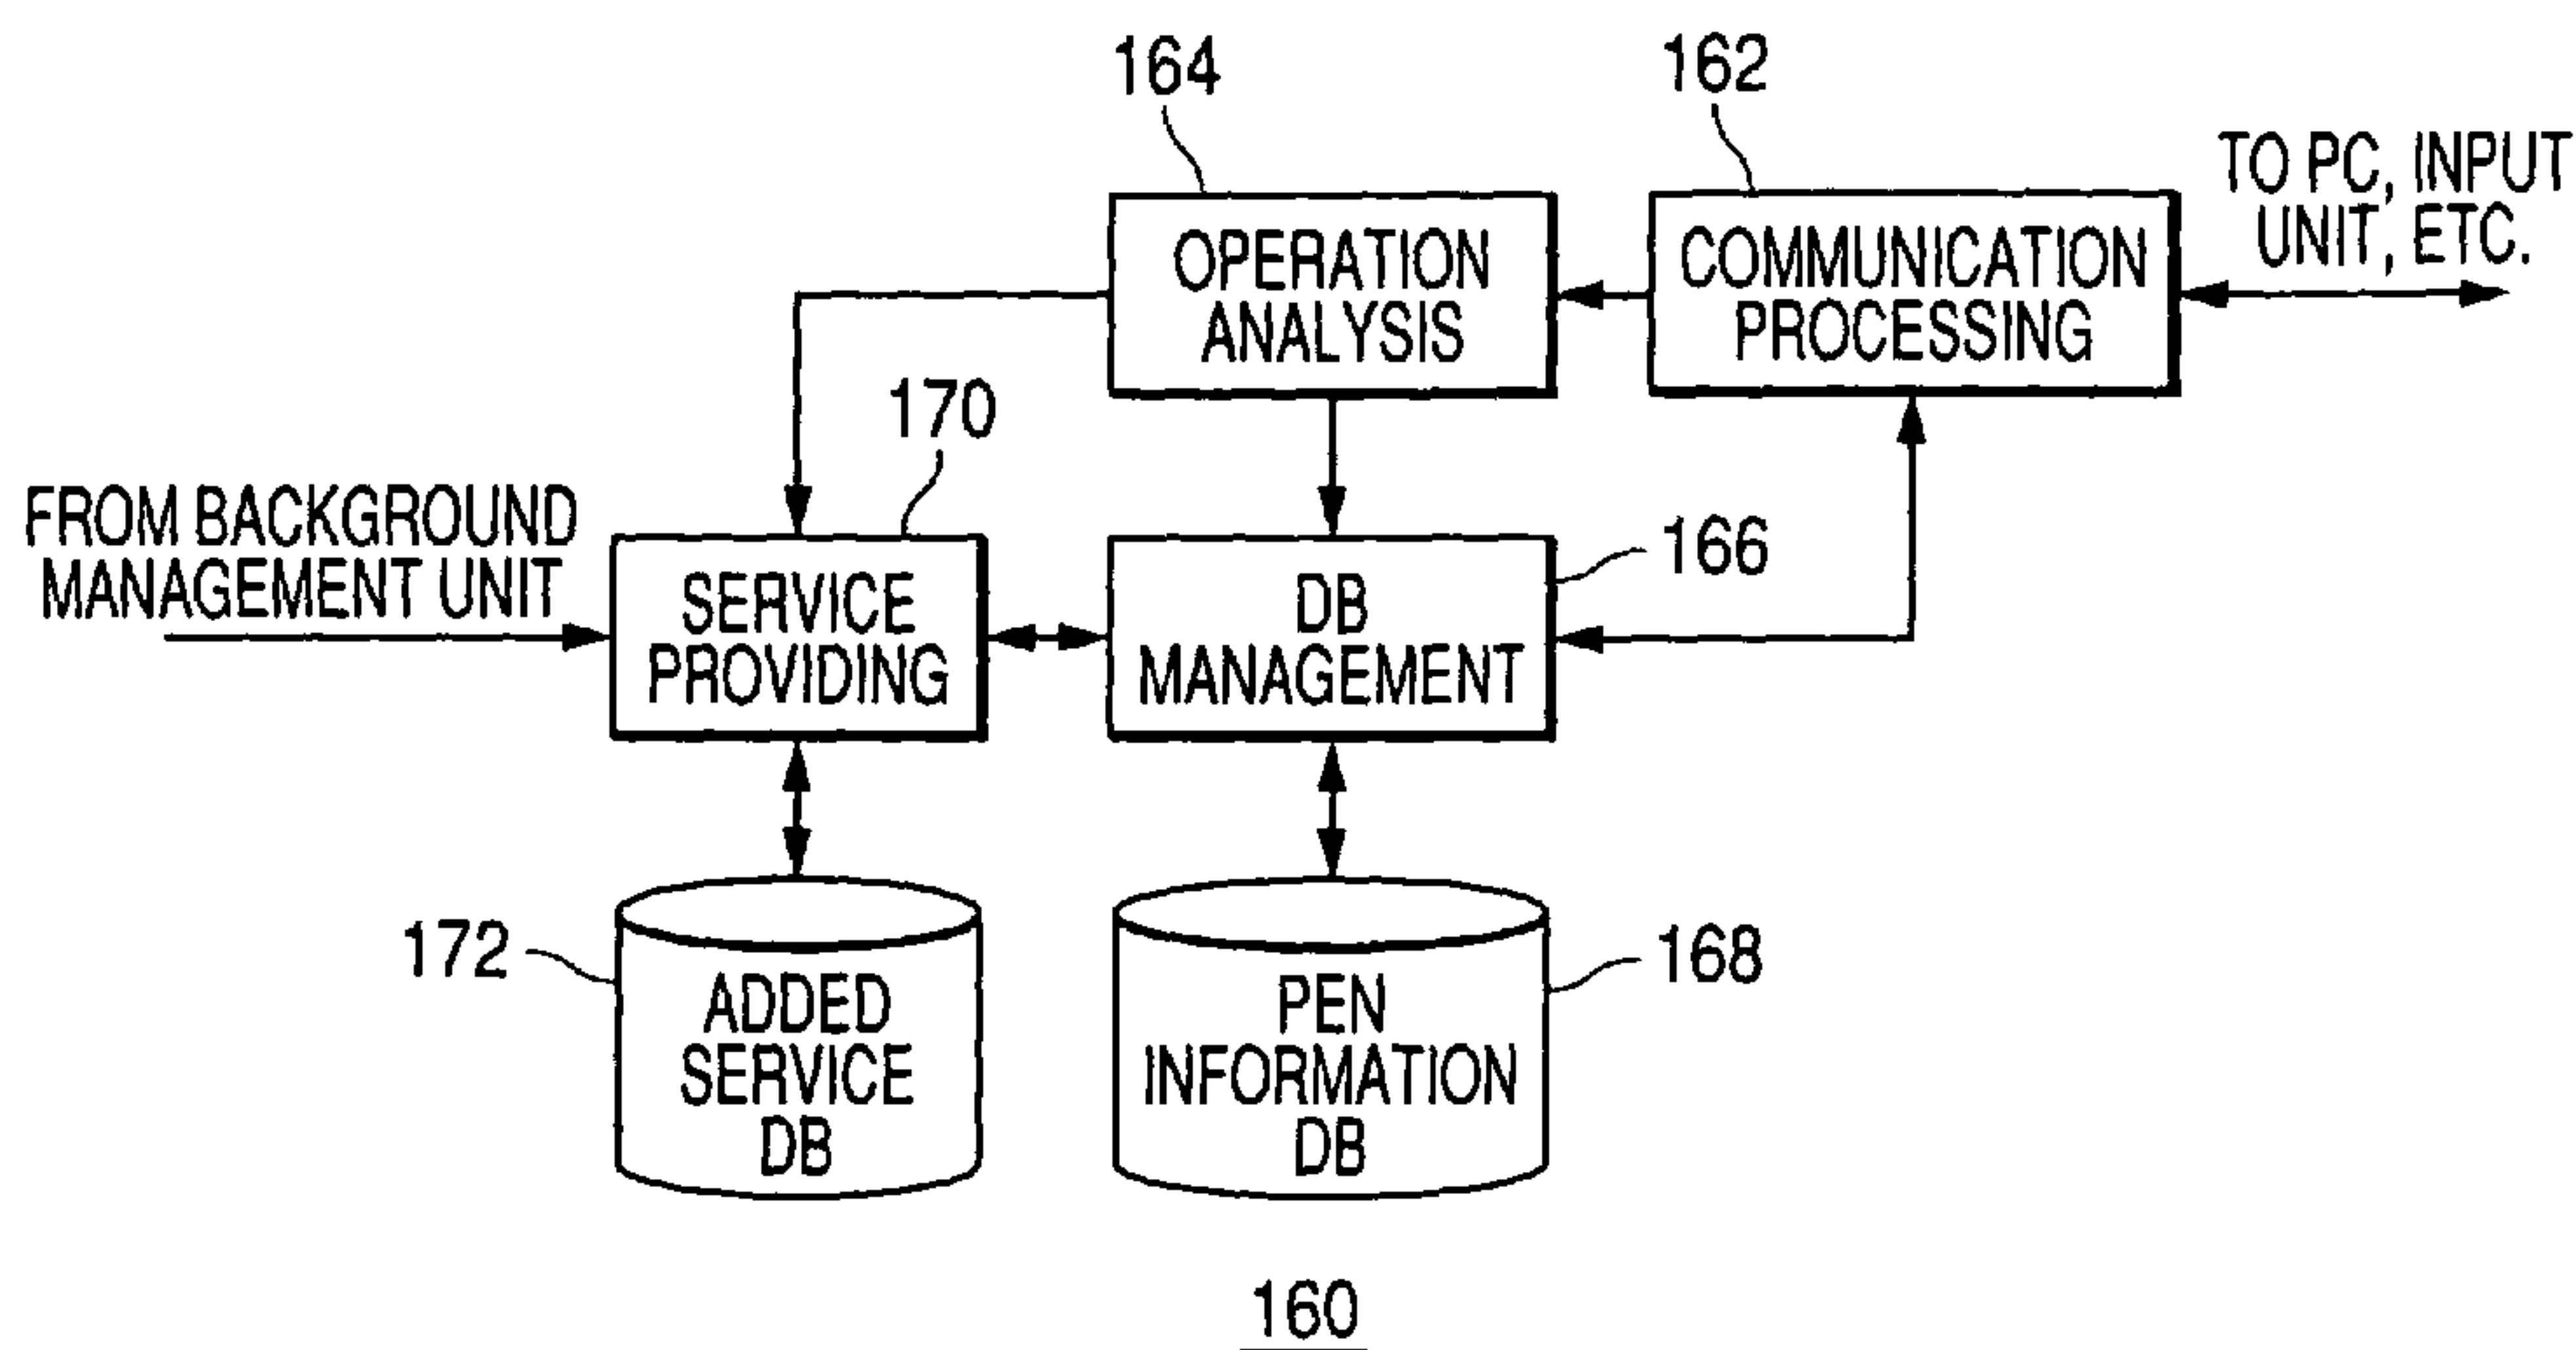 164
162
TO PC, INPUT
UNIT, ETC.
OPERATION
ANALYSIS
COMMUNICATION
PROCESSING
170
FROM BACKGROUND
MANAGEMENT UNIT
166
SERVICE
PROVIDING
DB
MANAGEMENT
172
ADDED
SERVICE
DB
168
PEN
INFORMATION
DB
160